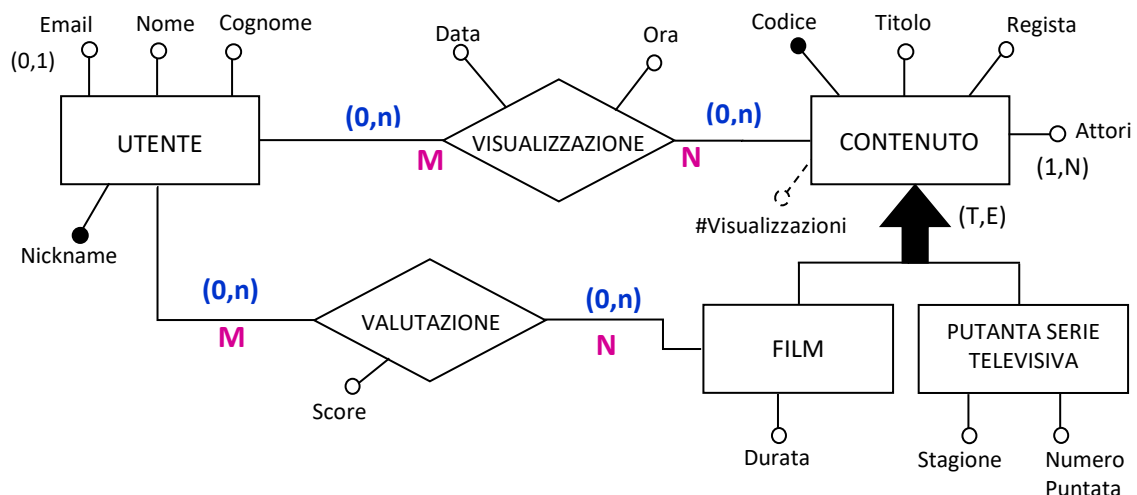 Email
Nome
Cognome
(0,1)
Data
Ora
Codice
Titolo
Regista
(0,n)
(0,n)
UTENTE
VISUALIZZAZIONE
CONTENUTO
Attori
M
N
(1,N)
#Visualizzazioni
(T,E)
Nickname
(0,n)
(0,n)
VALUTAZIONE
M
N
FILM
PUTANTA SERIE
TELEVISIVA
Score
Durata
Stagione
Numero
Puntata